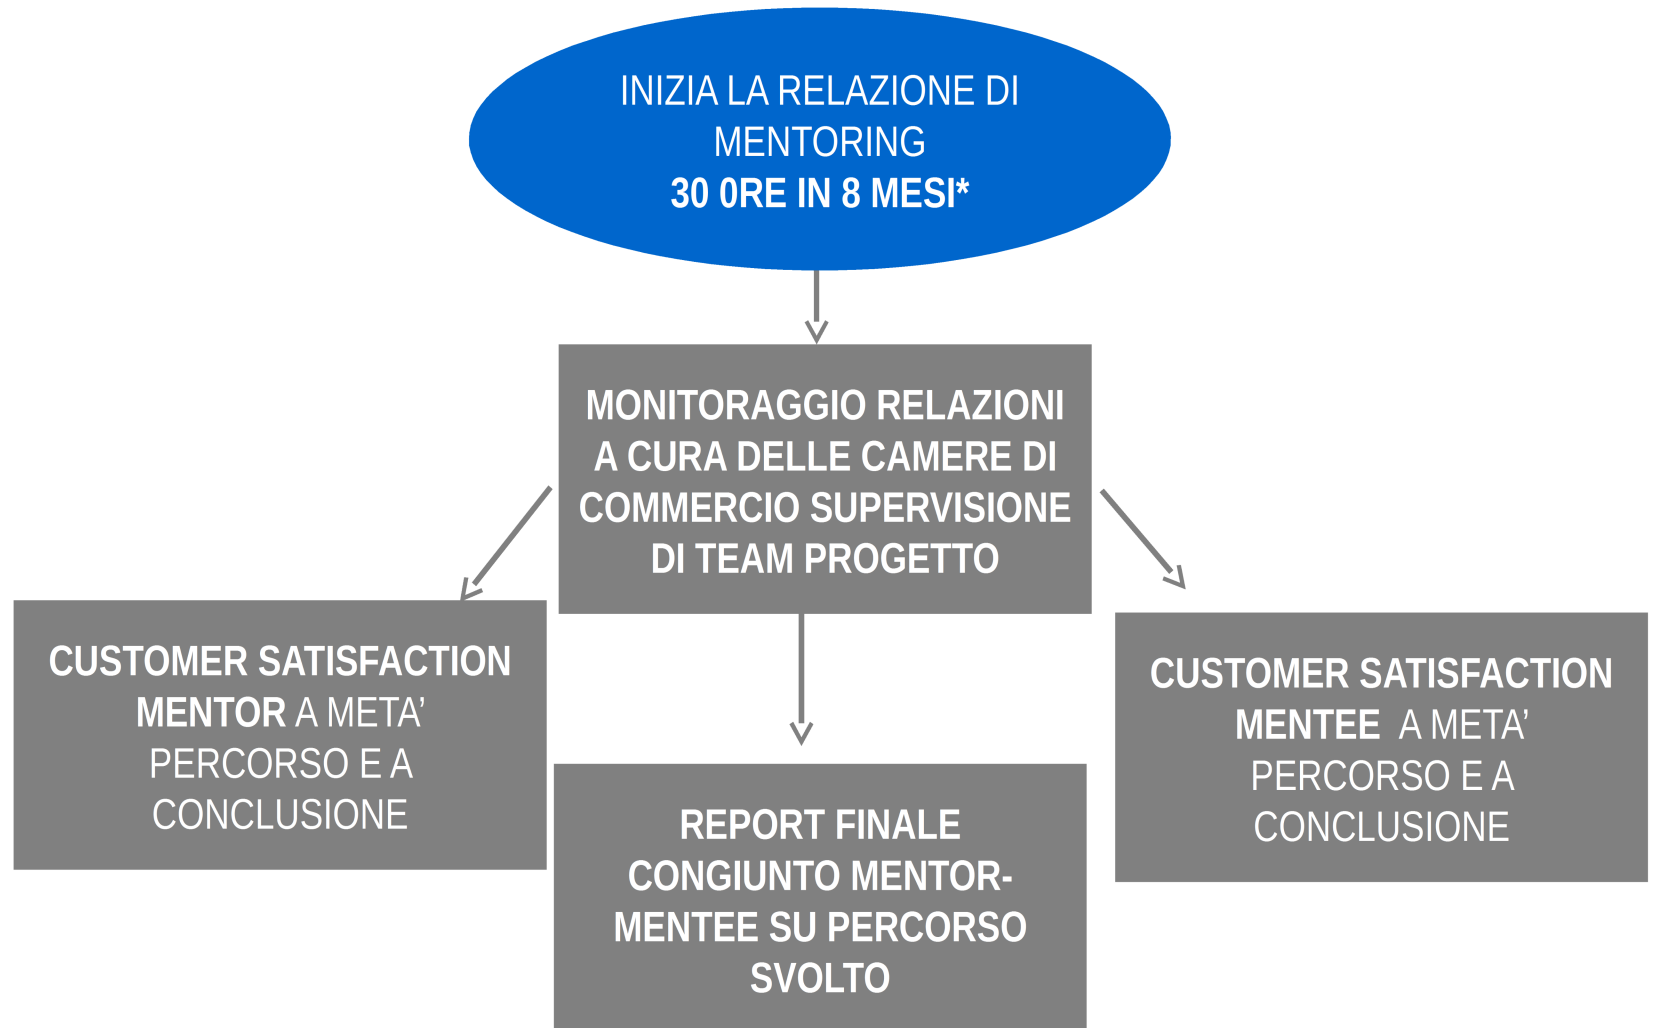 INIZIA LA RELAZIONE DI
MENTORING
30 0RE IN 8 MESI*
MONITORAGGIO RELAZIONI
A CURA DELLE CAMERE DI
COMMERCIO SUPERVISIONE
DI TEAM PROGETTO
CUSTOMER SATISFACTION
MENTOR A META’
PERCORSO E A
CONCLUSIONE
CUSTOMER SATISFACTION
MENTEE  A META’
PERCORSO E A
CONCLUSIONE
REPORT FINALE
CONGIUNTO MENTOR-
MENTEE SU PERCORSO
SVOLTO